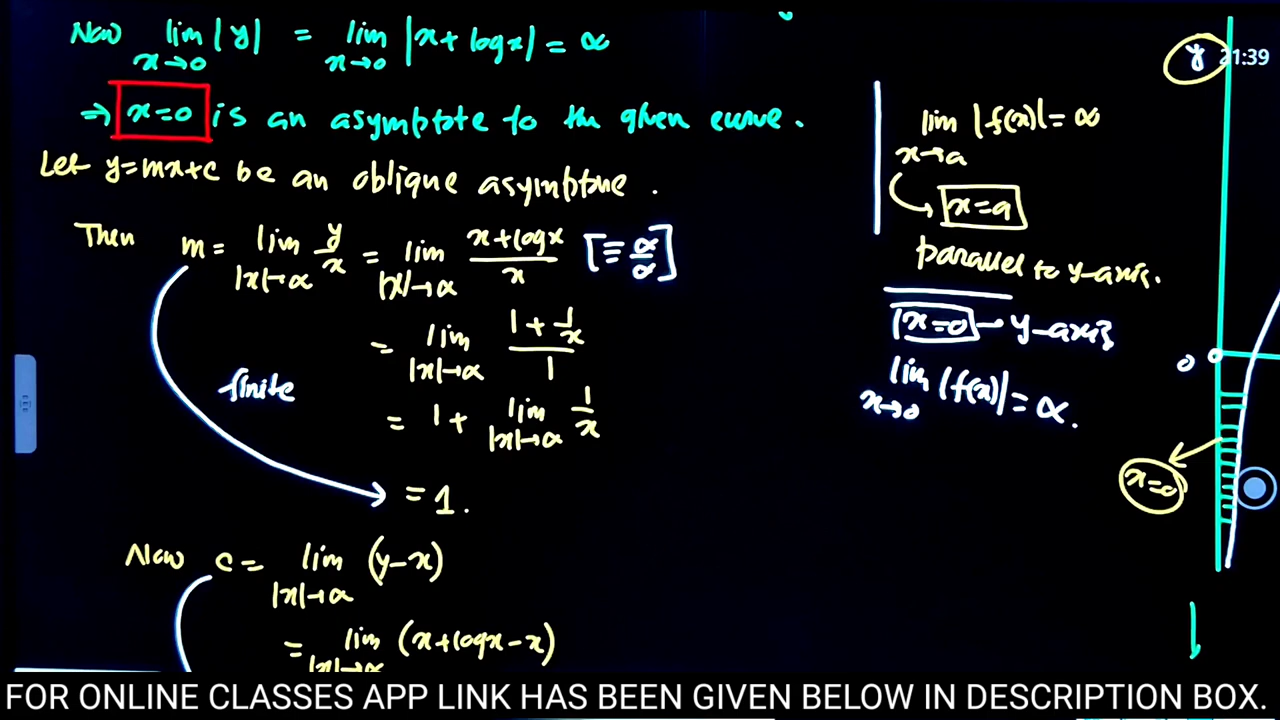 Now lim x→0 |y| = lim x→0 |x + log x| = ∞
⇒ x=0 is an asymptote to the given curve.
Let y=mx+c be an oblique asymptote.
Then m = lim |x|→∞ y/x = lim |x|→∞ (x+logx)/x [≡ ∞/∞]
= lim |x|→∞ (1 + 1/x)/1
finite
= 1 + lim |x|→∞ 1/x
= 1.
Now c = lim |x|→∞ (y-x)
= lim |x|→∞ (x+logx-x)
lim x→a |f(x)| = ∞
x=a
parallel to y-axis.
x=0 → y-axis
lim x→0 |f(x)| = ∞.
y
21:39
0
x=0
FOR ONLINE CLASSES APP LINK HAS BEEN GIVEN BELOW IN DESCRIPTION BOX.